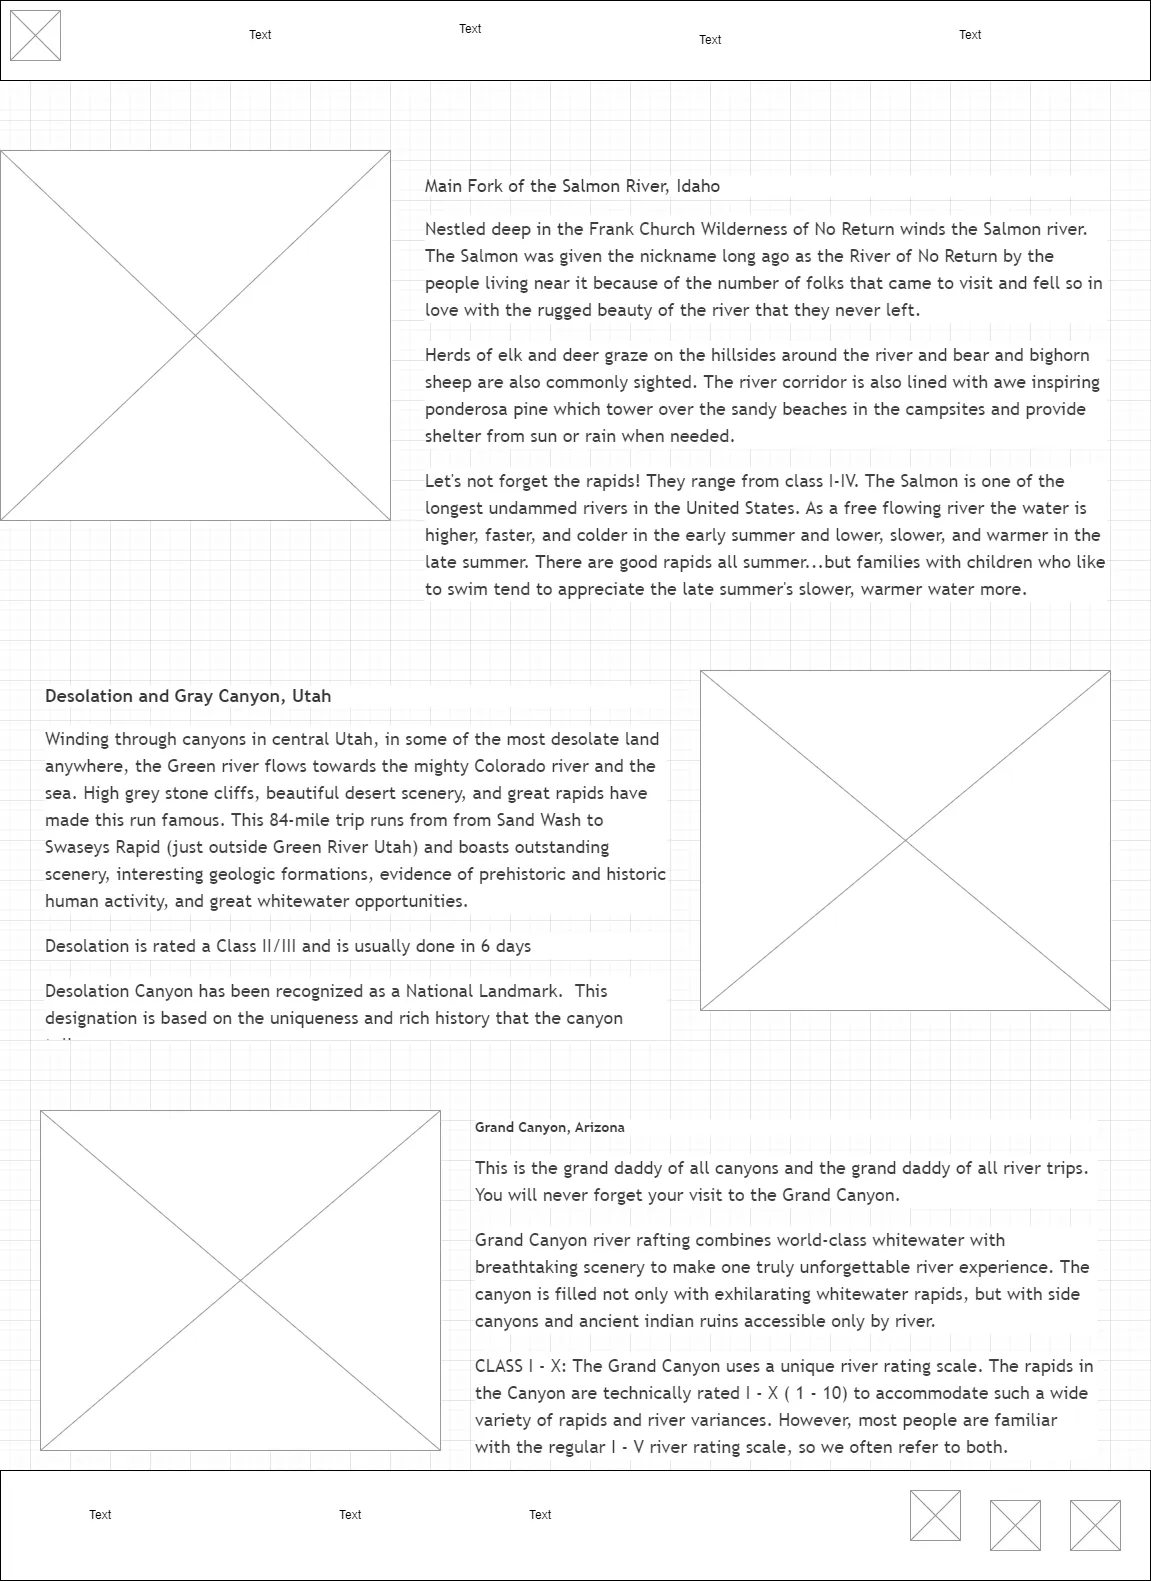 Text
Text
Text
Text
Main Fork of the Salmon River, Idaho
Nestled deep in the Frank Church Wilderness of No Return winds the Salmon river.
The Salmon was given the nickname long ago as the River of No Return by the
people living near it because of the number of folks that came to visit and fell so in
love with the rugged beauty of the river that they never left.
Herds of elk and deer graze on the hillsides around the river and bear and bighorn
sheep are also commonly sighted. The river corridor is also lined with awe inspiring
ponderosa pine which tower over the sandy beaches in the campsites and provide
shelter from sun or rain when needed.
Let's not forget the rapids! They range from class I-IV. The Salmon is one of the
longest undammed rivers in the United States. As a free flowing river the water is
higher, faster, and colder in the early summer and lower, slower, and warmer in the
late summer. There are good rapids all summer...but families with children who like
to swim tend to appreciate the late summer's slower, warmer water more.
Desolation and Gray Canyon, Utah
Winding through canyons in central Utah, in some of the most desolate land
anywhere, the Green river flows towards the mighty Colorado river and the
sea. High grey stone cliffs, beautiful desert scenery, and great rapids have
made this run famous. This 84-mile trip runs from from Sand Wash to
Swaseys Rapid (just outside Green River Utah) and boasts outstanding
scenery, interesting geologic formations, evidence of prehistoric and historic
human activity, and great whitewater opportunities.
Desolation is rated a Class II/III and is usually done in 6 days
Desolation Canyon has been recognized as a National Landmark.  This
designation is based on the uniqueness and rich history that the canyon
Grand Canyon, Arizona
This is the grand daddy of all canyons and the grand daddy of all river trips.
You will never forget your visit to the Grand Canyon.
Grand Canyon river rafting combines world-class whitewater with
breathtaking scenery to make one truly unforgettable river experience. The
canyon is filled not only with exhilarating whitewater rapids, but with side
canyons and ancient indian ruins accessible only by river.
CLASS I - X: The Grand Canyon uses a unique river rating scale. The rapids in
the Canyon are technically rated I - X ( 1 - 10) to accommodate such a wide
variety of rapids and river variances. However, most people are familiar
with the regular I - V river rating scale, so we often refer to both.
Text
Text
Text